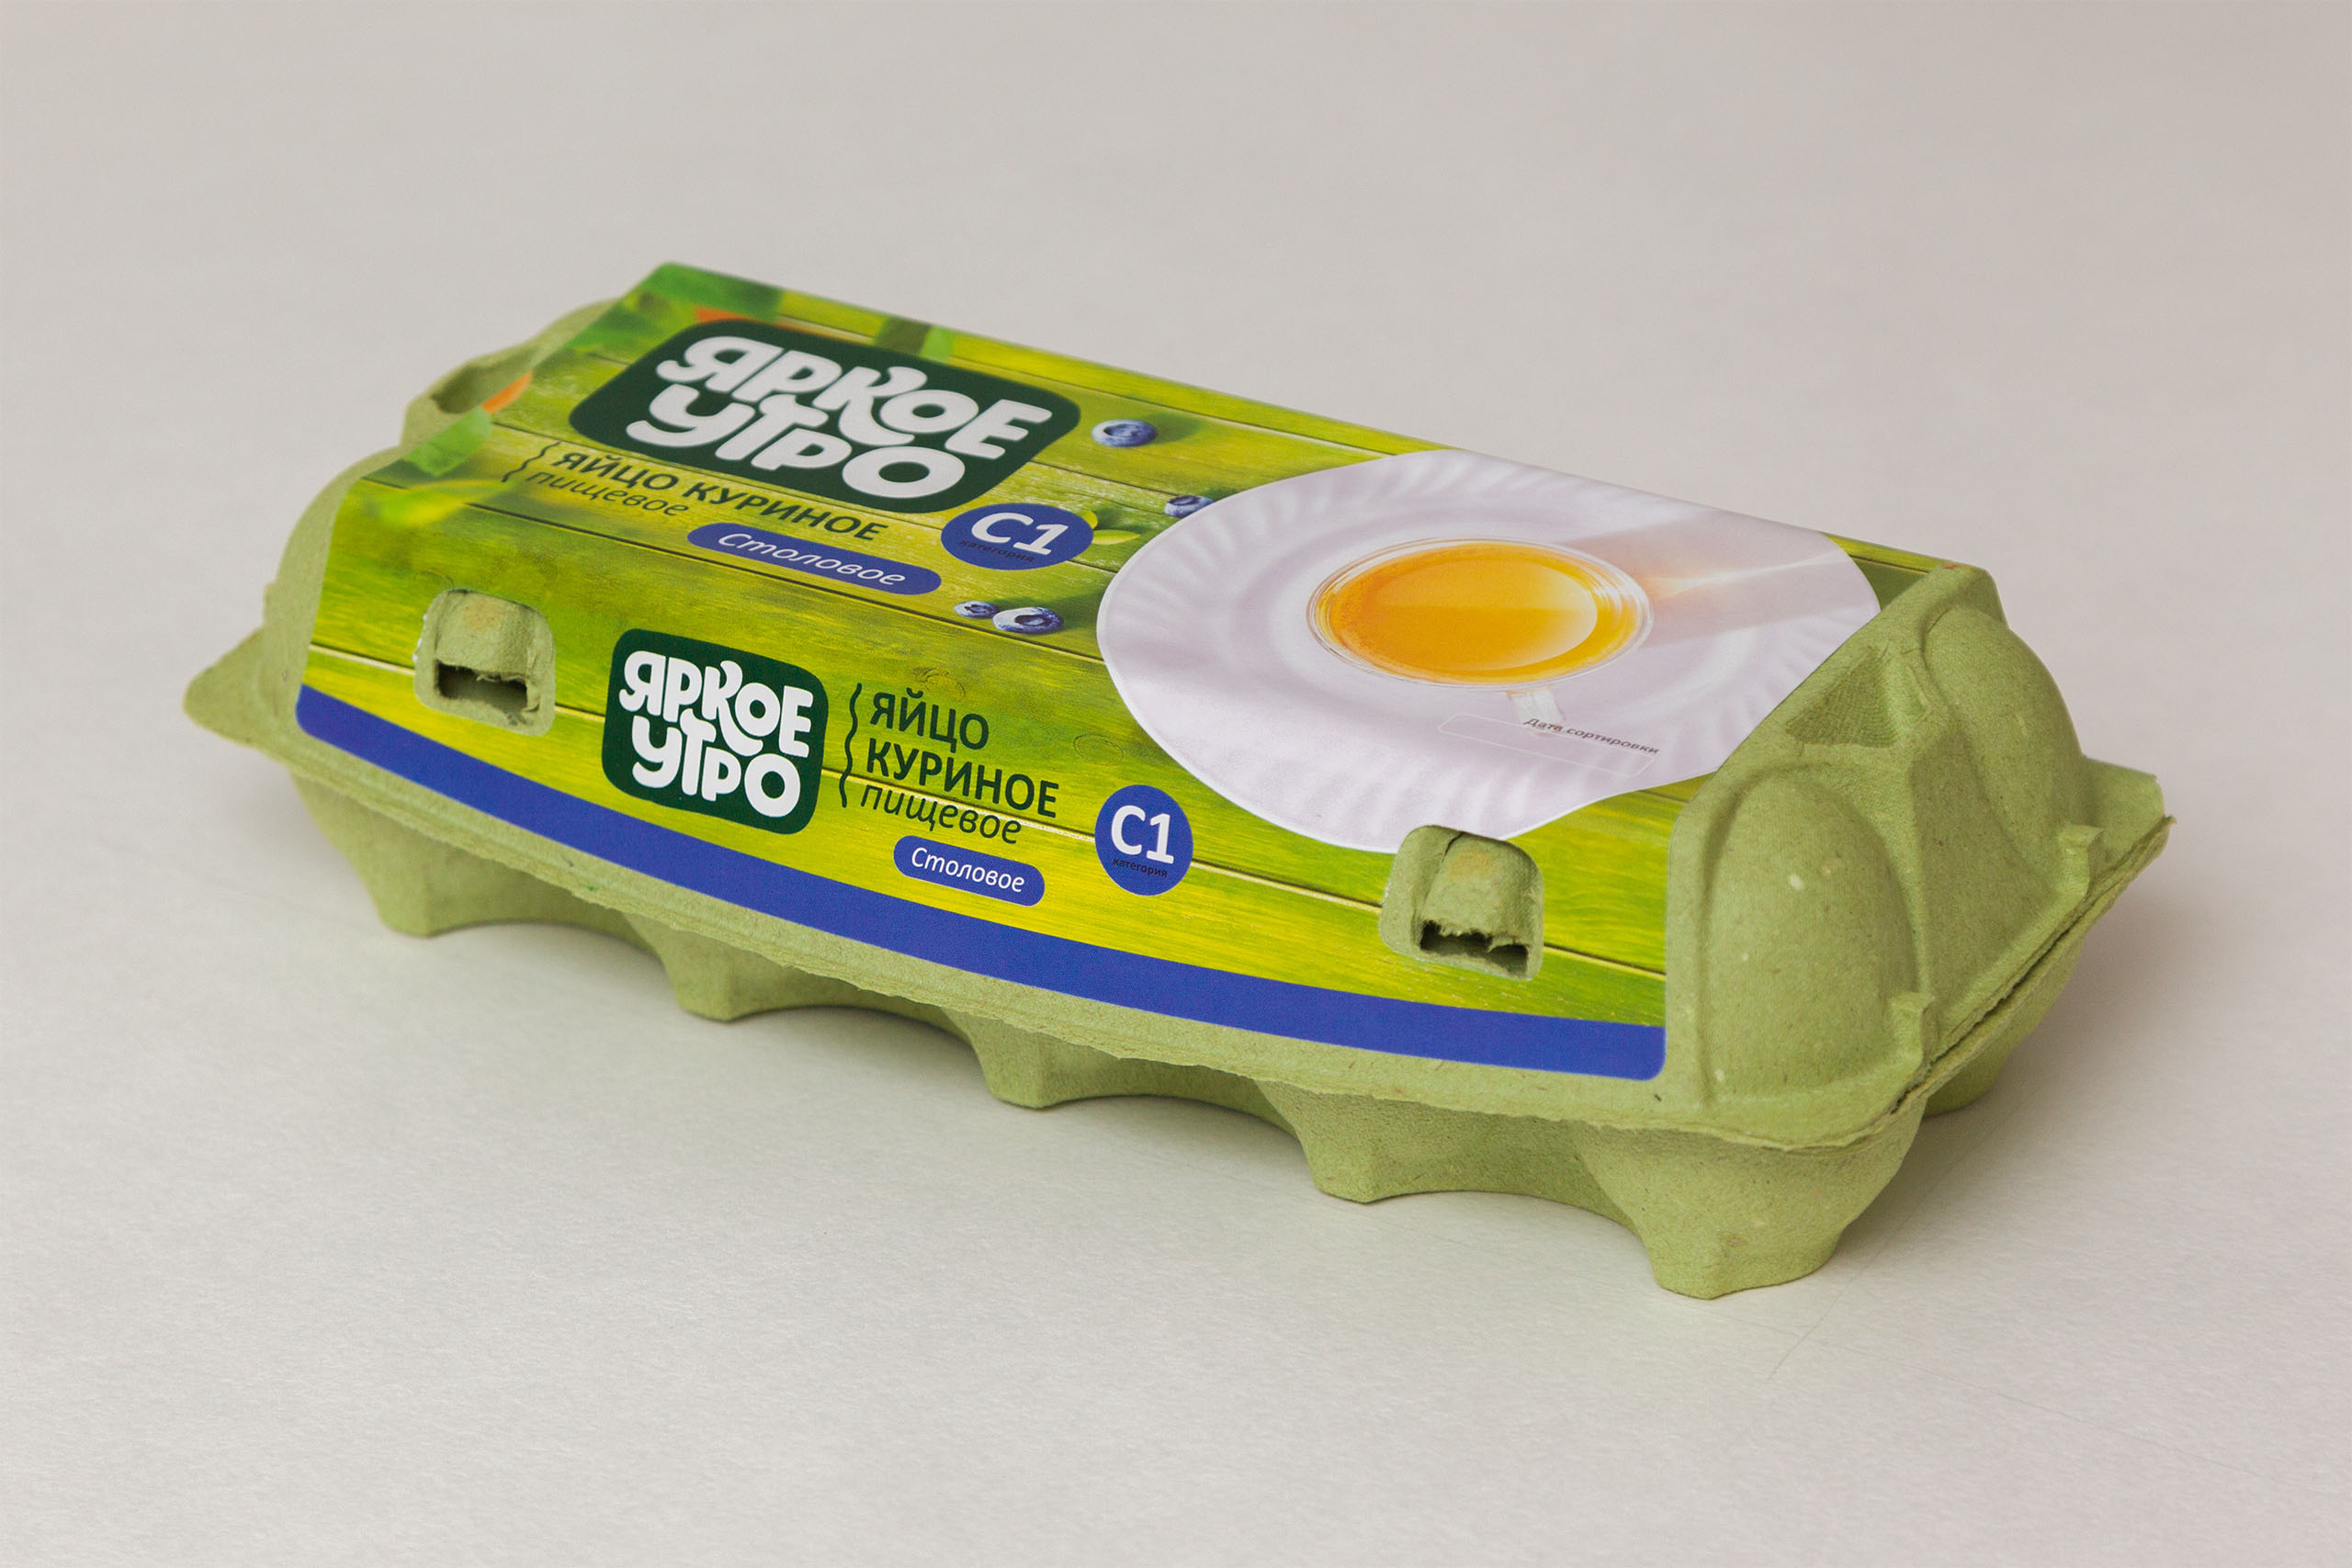 ЯРКОЕ
УТРО
ЯЙЦО КУРИНОЕ
пищевое
Столовое
С1
категория
Дата сортировки
ЯРКОЕ
УТРО
ЯЙЦО
КУРИНОЕ
пищевое
Столовое
С1
категория